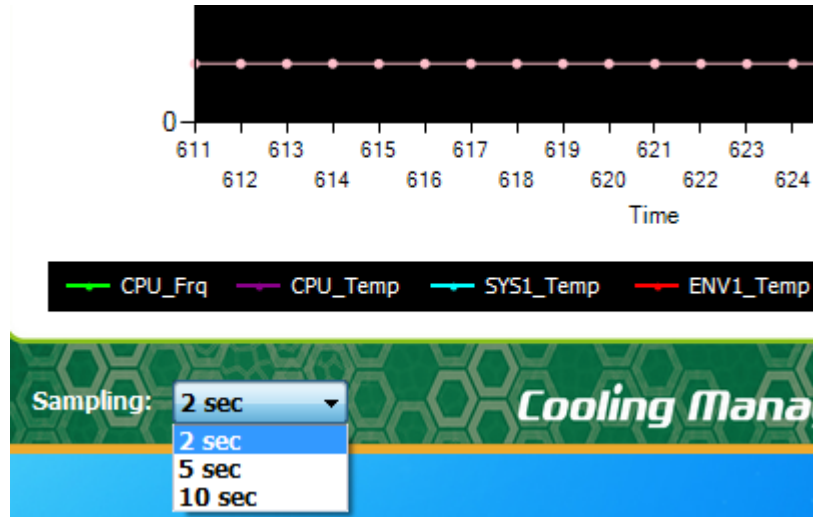 0
611 613 615 617 619 621 623
612 614 616 618 620 622 624
Time
CPU_Frq CPU_Temp SYS1_Temp ENV1_Temp
Sampling: 2 sec Cooling Mana
2 sec
5 sec
10 sec